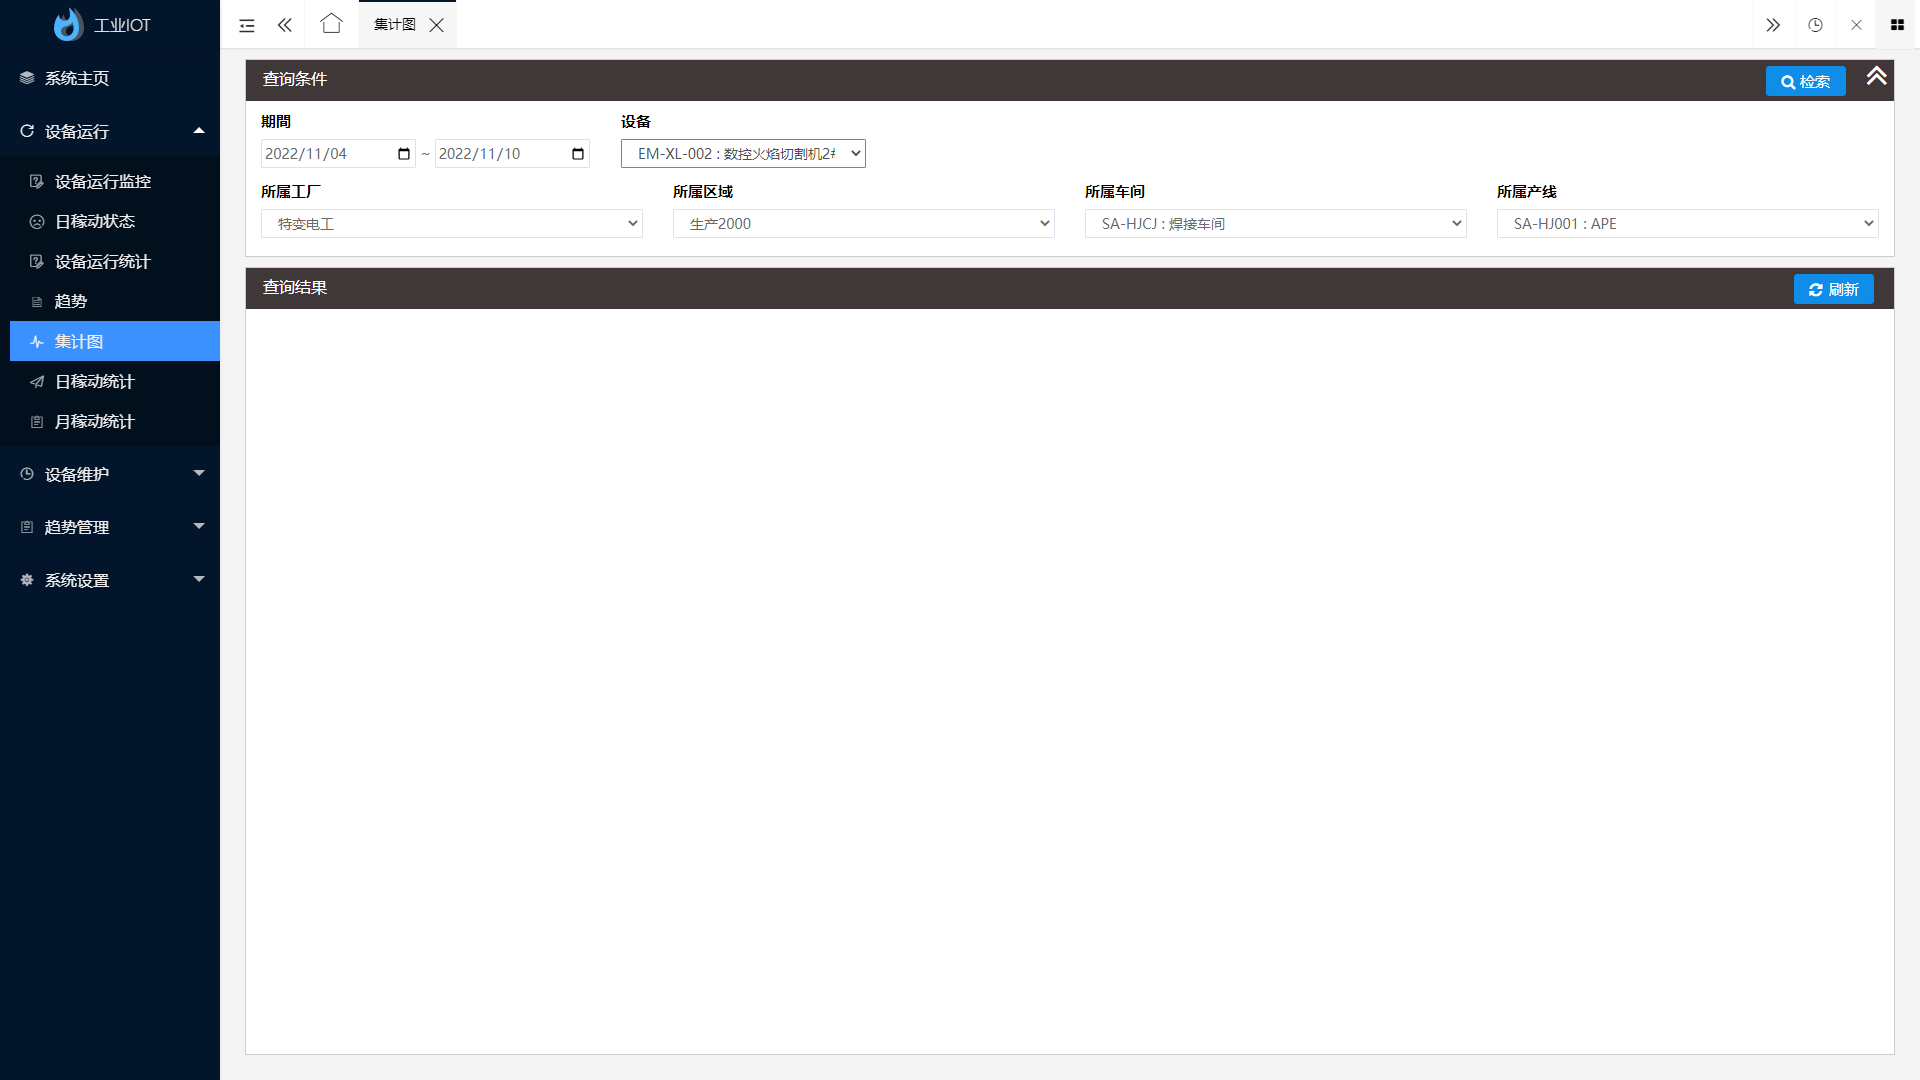 工业IOT
集计图
系统主页
设备运行
设备运行监控
日稼动状态
设备运行统计
趋势
集计图
日稼动统计
月稼动统计
设备维护
趋势管理
系统设置
查询条件
检索
期間
设备
2022/11/04 ~ 2022/11/10
EM-XL-002 : 数控火焰切割机2#
所属工厂
所属区域
所属车间
所属产线
特变电工
生产2000
SA-HJCJ : 焊接车间
SA-HJ001 : APE
查询结果
刷新